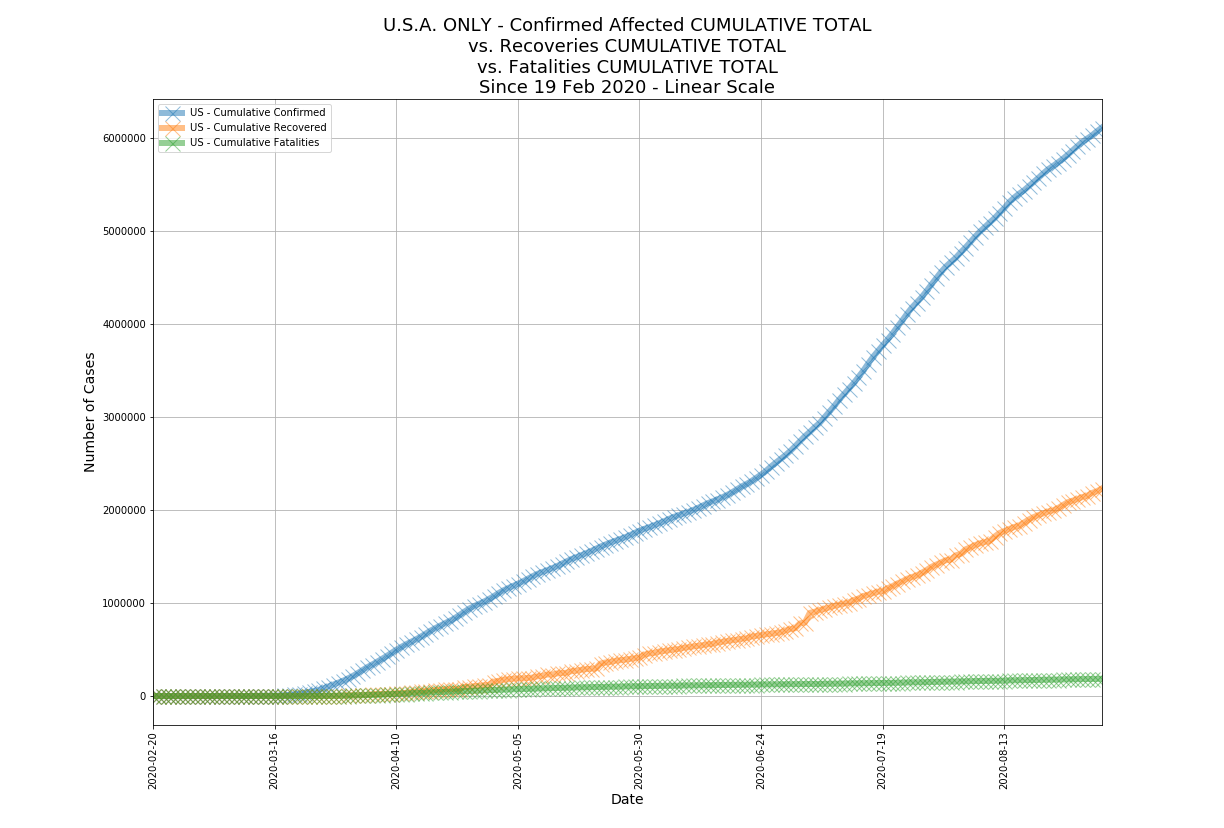 U.S.A. ONLY - Confirmed Affected CUMULATIVE TOTAL
vs. Recoveries CUMULATIVE TOTAL
vs. Fatalities CUMULATIVE TOTAL
Since 19 Feb 2020 - Linear Scale
US - Cumulative Confirmed
US - Cumulative Recovered
US - Cumulative Fatalities
6000000
5000000
4000000
3000000
2000000
1000000
0
Number of Cases
2020-02-20
2020-03-16
2020-04-10
2020-05-05
2020-05-30
2020-06-24
2020-07-19
2020-08-13
Date